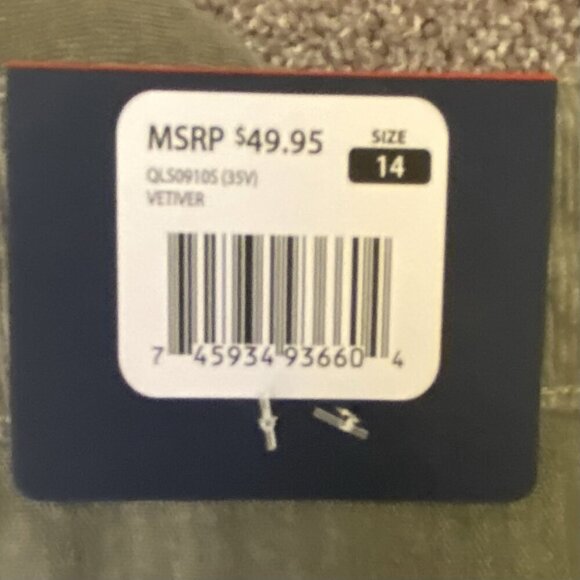 MSRP $49.95
SIZE
14
QLS0910S (35V)
VETIVER
7 45934 93660 4